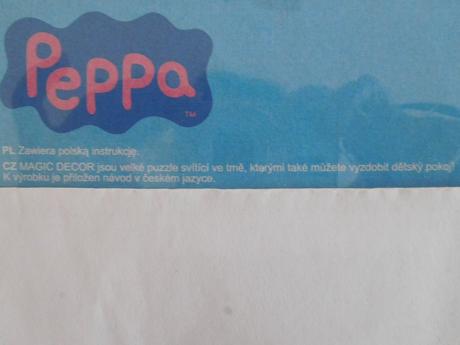 Peppa
TM
PL Zawiera polską instrukcję.
CZ MAGIC DECOR jsou velké puzzle svítící ve tmě, kterými také můžete vyzdobit dětský pokoj!
K výrobku je přiložen návod v českém jazyce.